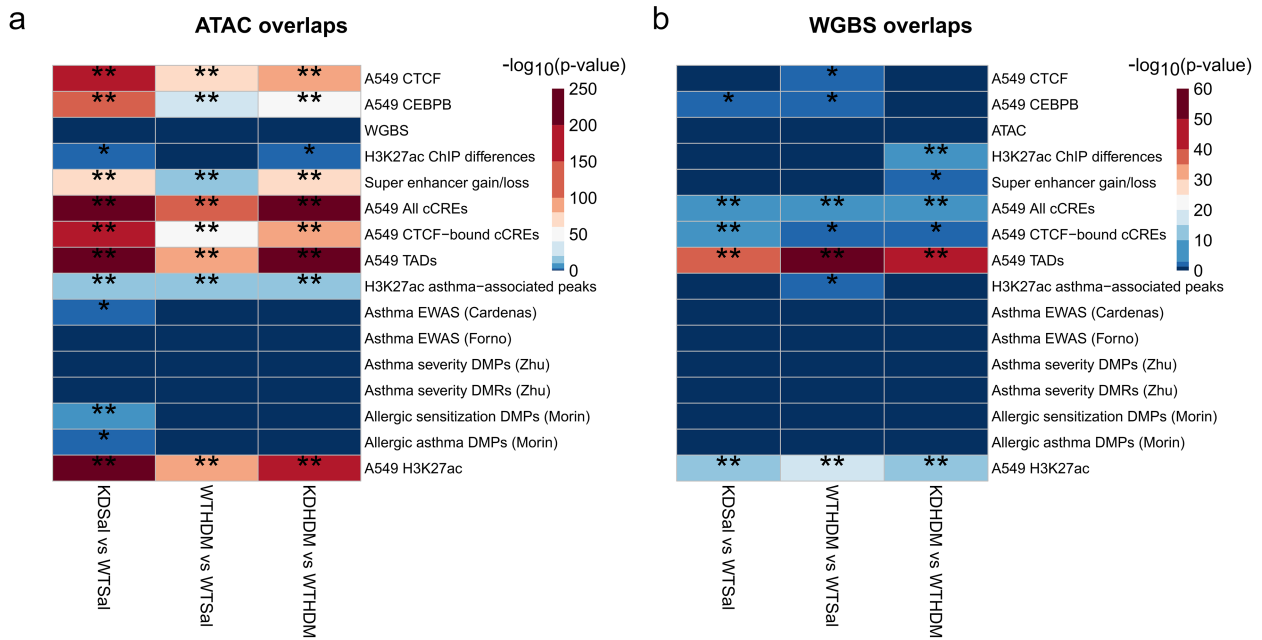 a
ATAC overlaps
-log10(p-value)
250
200
150
100
50
0
** ** ** A549 CTCF
** ** ** A549 CEBPB
WGBS
* * H3K27ac ChIP differences
** ** ** Super enhancer gain/loss
** ** ** A549 All cCREs
** ** ** A549 CTCF−bound cCREs
** ** ** A549 TADs
** ** ** H3K27ac asthma−associated peaks
* Asthma EWAS (Cardenas)
Asthma EWAS (Forno)
Asthma severity DMPs (Zhu)
Asthma severity DMRs (Zhu)
** Allergic sensitization DMPs (Morin)
* Allergic asthma DMPs (Morin)
** ** ** A549 H3K27ac
KDSal vs WTSal
WTHDM vs WTSal
KDHDM vs WTHDM
b
WGBS overlaps
-log10(p-value)
60
50
40
30
20
10
0
* A549 CTCF
* * A549 CEBPB
ATAC
** H3K27ac ChIP differences
* Super enhancer gain/loss
** ** ** A549 All cCREs
** * * A549 CTCF−bound cCREs
** ** ** A549 TADs
* H3K27ac asthma−associated peaks
Asthma EWAS (Cardenas)
Asthma EWAS (Forno)
Asthma severity DMPs (Zhu)
Asthma severity DMRs (Zhu)
Allergic sensitization DMPs (Morin)
Allergic asthma DMPs (Morin)
** ** ** A549 H3K27ac
KDSal vs WTSal
WTHDM vs WTSal
KDHDM vs WTHDM